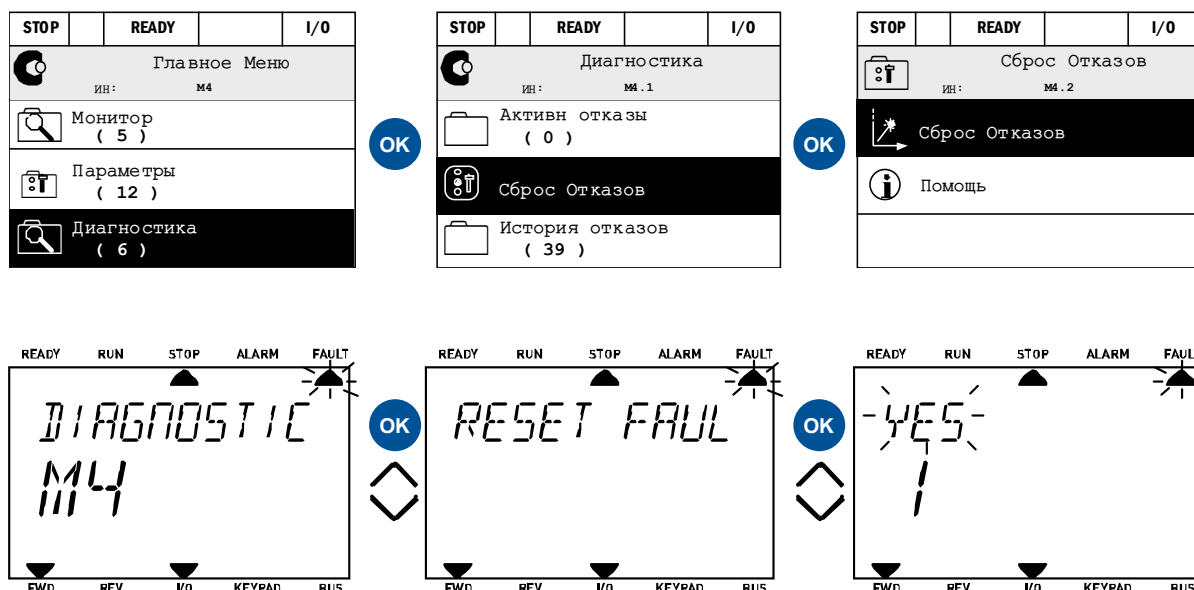 STOP READY I/O
Главное Меню
ИН: M4
Монитор
( 5 )
Параметры
( 12 )
Диагностика
( 6 )
OK
STOP READY I/O
Диагностика
ИН: M4.1
Активн отказы
( 0 )
Сброс Отказов
История отказов
( 39 )
OK
STOP READY I/O
Сброс Отказов
ИН: M4.2
Сброс Отказов
Помощь
READY RUN STOP ALARM FAULT
DIAGNOSTIC
M4
FWD REV I/O KEYPAD BUS
OK
READY RUN STOP ALARM FAULT
RESET FAUL
FWD REV I/O KEYPAD BUS
OK
READY RUN STOP ALARM FAUL
YES
1
FWD REV I/O KEYPAD BUS